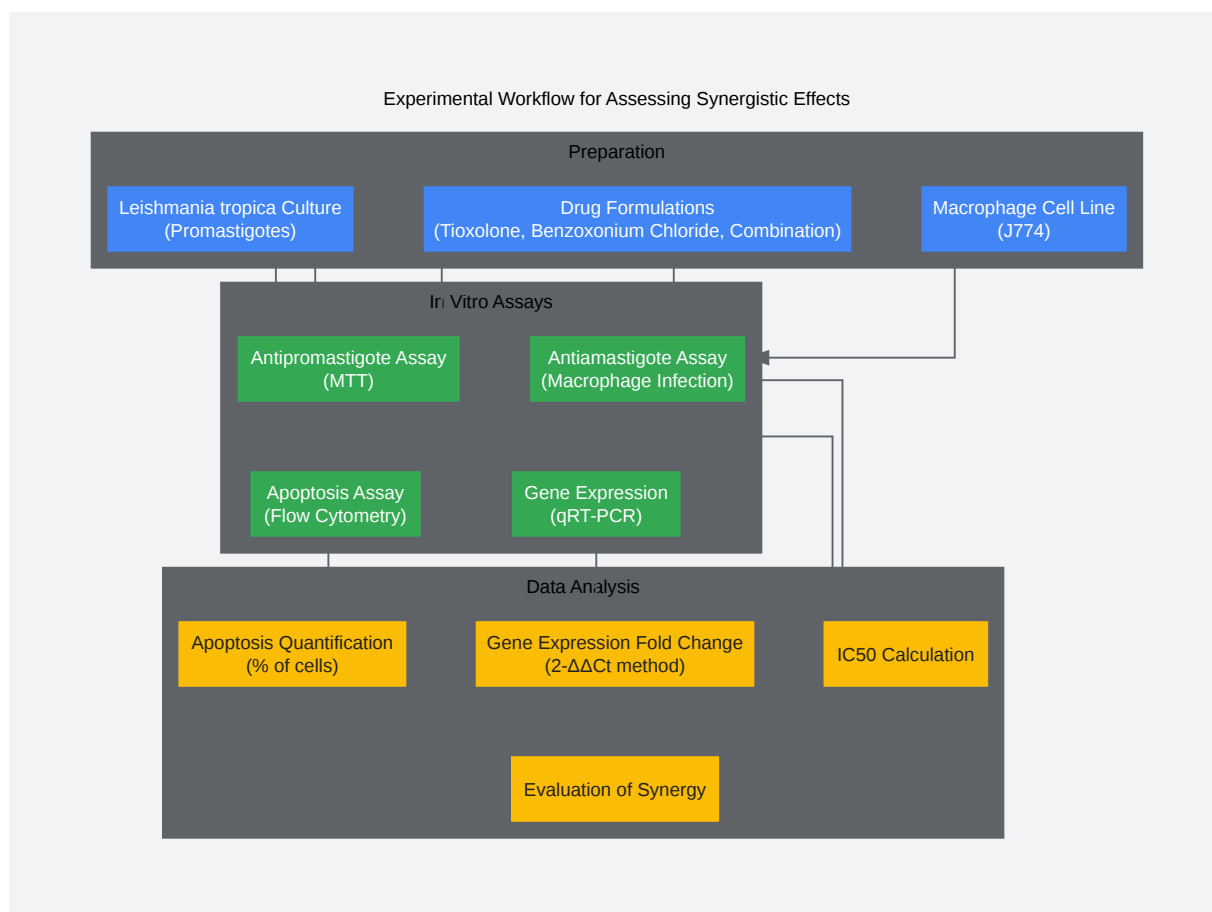 Experimental Workflow for Assessing Synergistic Effects
Preparation
Leishmania tropica Culture
(Promastigotes)
Drug Formulations
(Tioxolone, Benzoxonium Chloride, Combination)
Macrophage Cell Line
(J774)
In Vitro Assays
Antipromastigote Assay
(MTT)
Antiamastigote Assay
(Macrophage Infection)
Apoptosis Assay
(Flow Cytometry)
Gene Expression
(qRT-PCR)
Data Analysis
Apoptosis Quantification
(% of cells)
Gene Expression Fold Change
(2-ΔΔCt method)
IC50 Calculation
Evaluation of Synergy